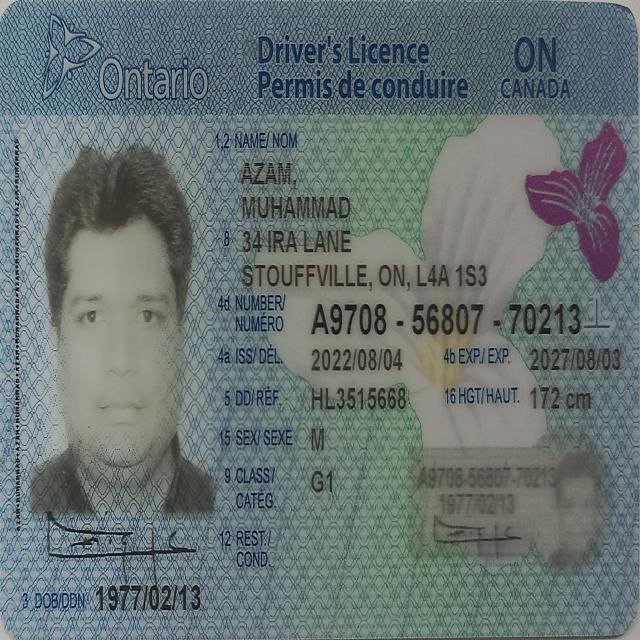 Ontario
Driver's Licence
Permis de conduire
ON
CANADA
1,2 NAME/ NOM
AZAM,
MUHAMMAD
8 34 IRA LANE
STOUFFVILLE, ON, L4A 1S3
4d NUMBER/ NUMÉRO A9708 - 56807 - 70213
4a ISS/ DÉL. 2022/08/04 4b EXP./ EXP. 2027/08/03
5 DD/ RÉF. HL3515668 16 HGT/ HAUT. 172 cm
15 SEX/ SEXE M
9 CLASS/ CATÉG. G1
12 REST./ COND.
A9708-56807-70213
1977/02/13
3 DOB/DDN 1977/02/13